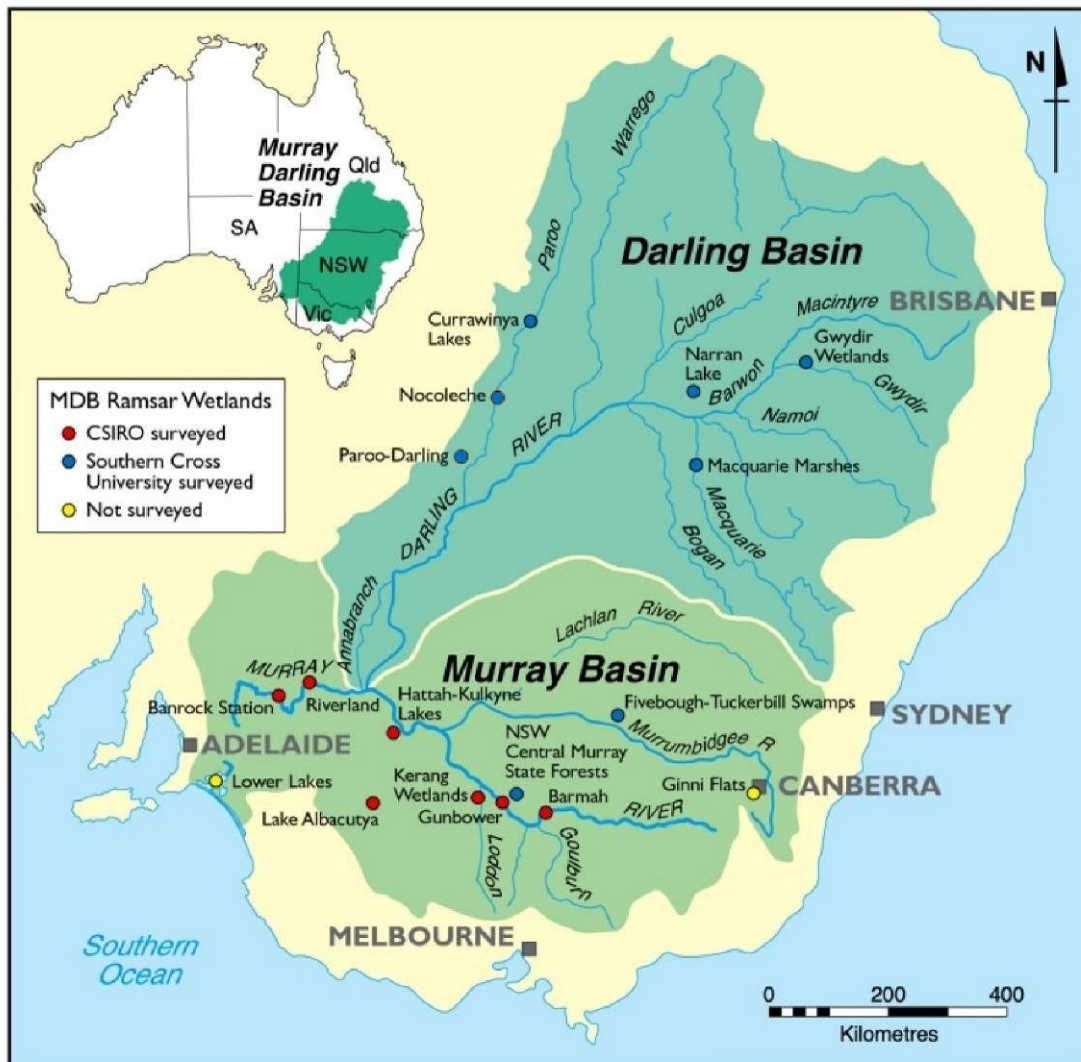 N
Murray
Darling
Basin
Qld
SA
NSW
Vic
MDB Ramsar Wetlands
CSIRO surveyed
Southern Cross
University surveyed
Not surveyed
Warrego
Paroo
Darling Basin
BRISBANE
Culgoa
Macintyre
Currawinya
Lakes
Narran
Lake
Barwon
Gwydir
Wetlands
Gwydir
Nocoleche
Namoi
RIVER
Paroo-Darling
Macquarie Marshes
DARLING
Macquarie
Bogan
Annabranch
Lachlan River
Murray Basin
MURRAY
Banrock Station
Riverland
Hattah-Kulkyne
Lakes
Fivebough-Tuckerbill Swamps
SYDNEY
Murrumbidgee R
ADELAIDE
NSW
Central Murray
State Forests
Lower Lakes
Kerang
Wetlands
Ginni Flats
CANBERRA
Lake Albacutya
Gunbower
Barmah
RIVER
Loddon
Goulburn
MELBOURNE
Southern
Ocean
0 200 400
Kilometres